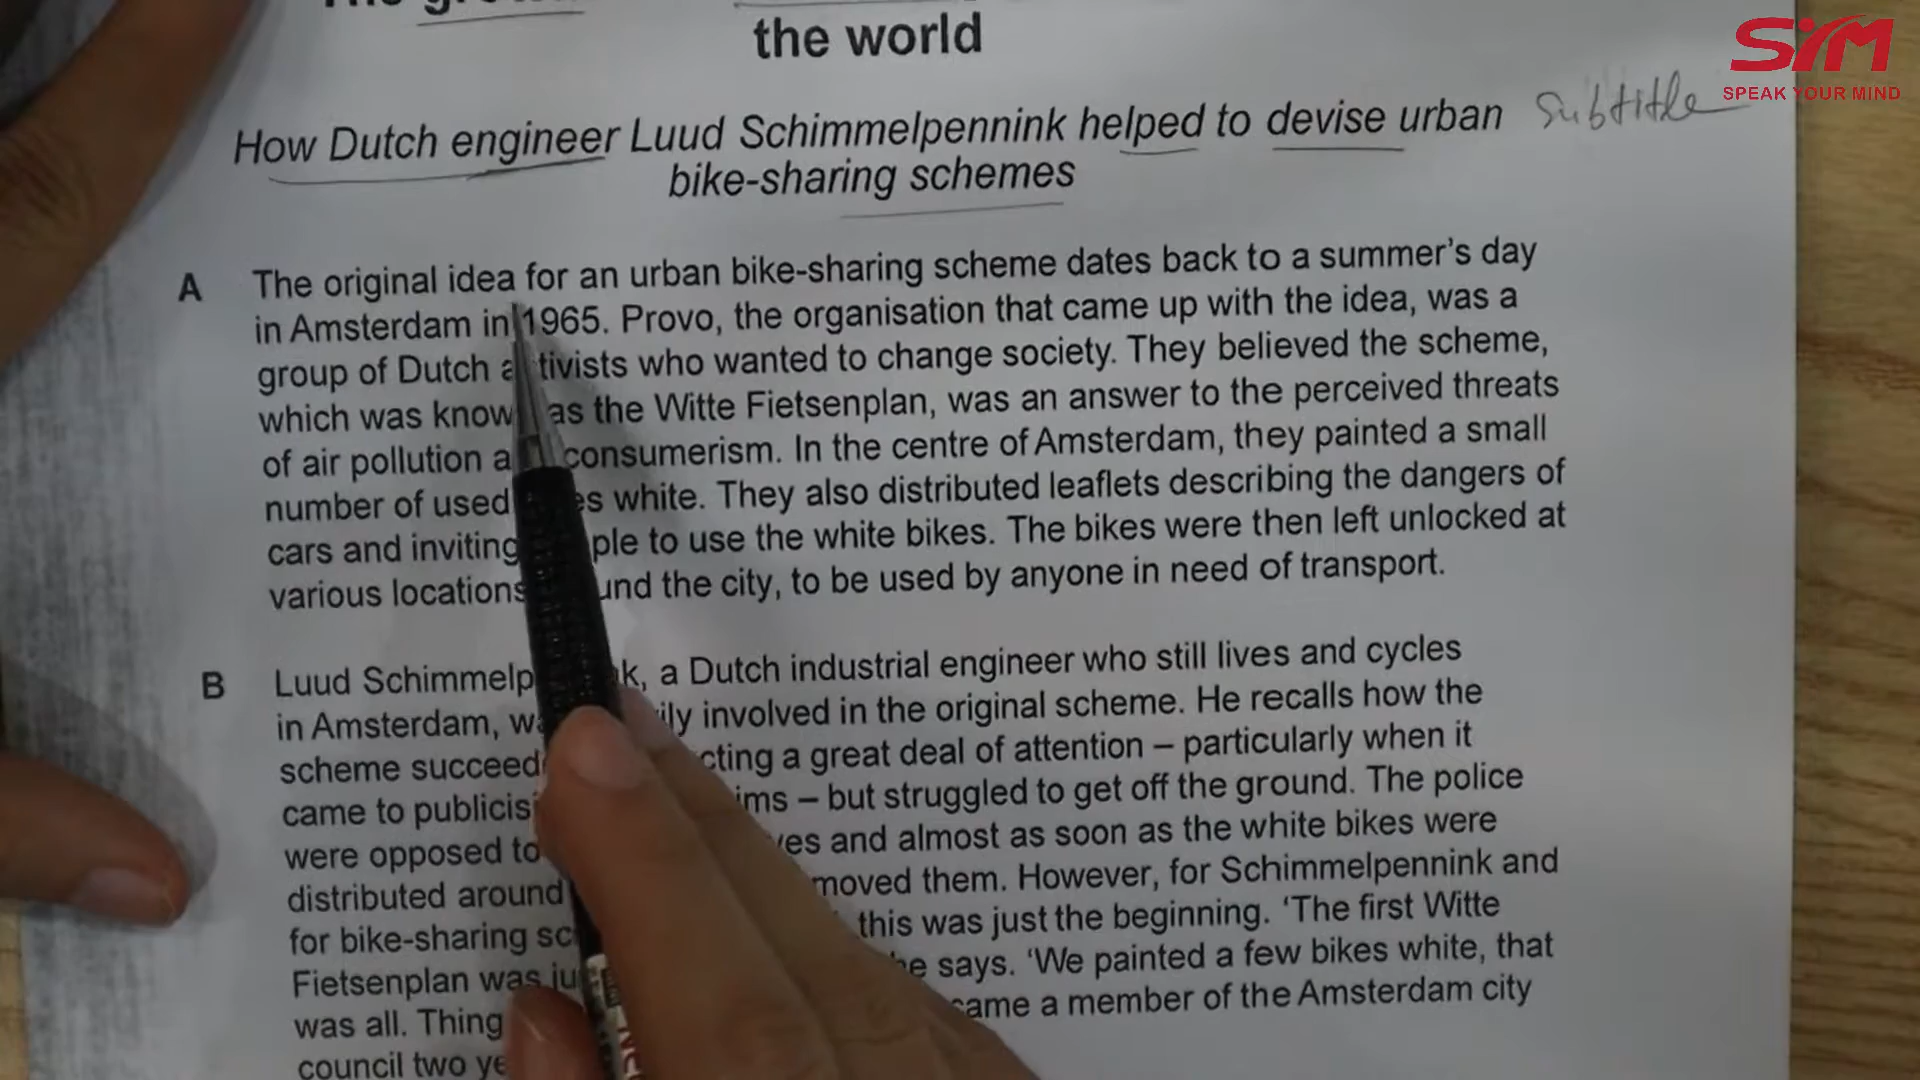 the world
SYM
SPEAK YOUR MIND
How Dutch engineer Luud Schimmelpennink helped to devise urban subtitle
bike-sharing schemes
A The original idea for an urban bike-sharing scheme dates back to a summer's day
in Amsterdam in 1965. Provo, the organisation that came up with the idea, was a
group of Dutch activists who wanted to change society. They believed the scheme,
which was know as the Witte Fietsenplan, was an answer to the perceived threats
of air pollution a consumerism. In the centre of Amsterdam, they painted a small
number of used white. They also distributed leaflets describing the dangers of
cars and inviting ple to use the white bikes. The bikes were then left unlocked at
various locations und the city, to be used by anyone in need of transport.
B Luud Schimmelp k, a Dutch industrial engineer who still lives and cycles
in Amsterdam, ily involved in the original scheme. He recalls how the
scheme succeed cting a great deal of attention – particularly when it
came to publicisi ims – but struggled to get off the ground. The police
were opposed to es and almost as soon as the white bikes were
distributed around moved them. However, for Schimmelpennink and
for bike-sharing sc this was just the beginning. 'The first Witte
Fietsenplan was ju he says. 'We painted a few bikes white, that
was all. Thing came a member of the Amsterdam city
council two ye